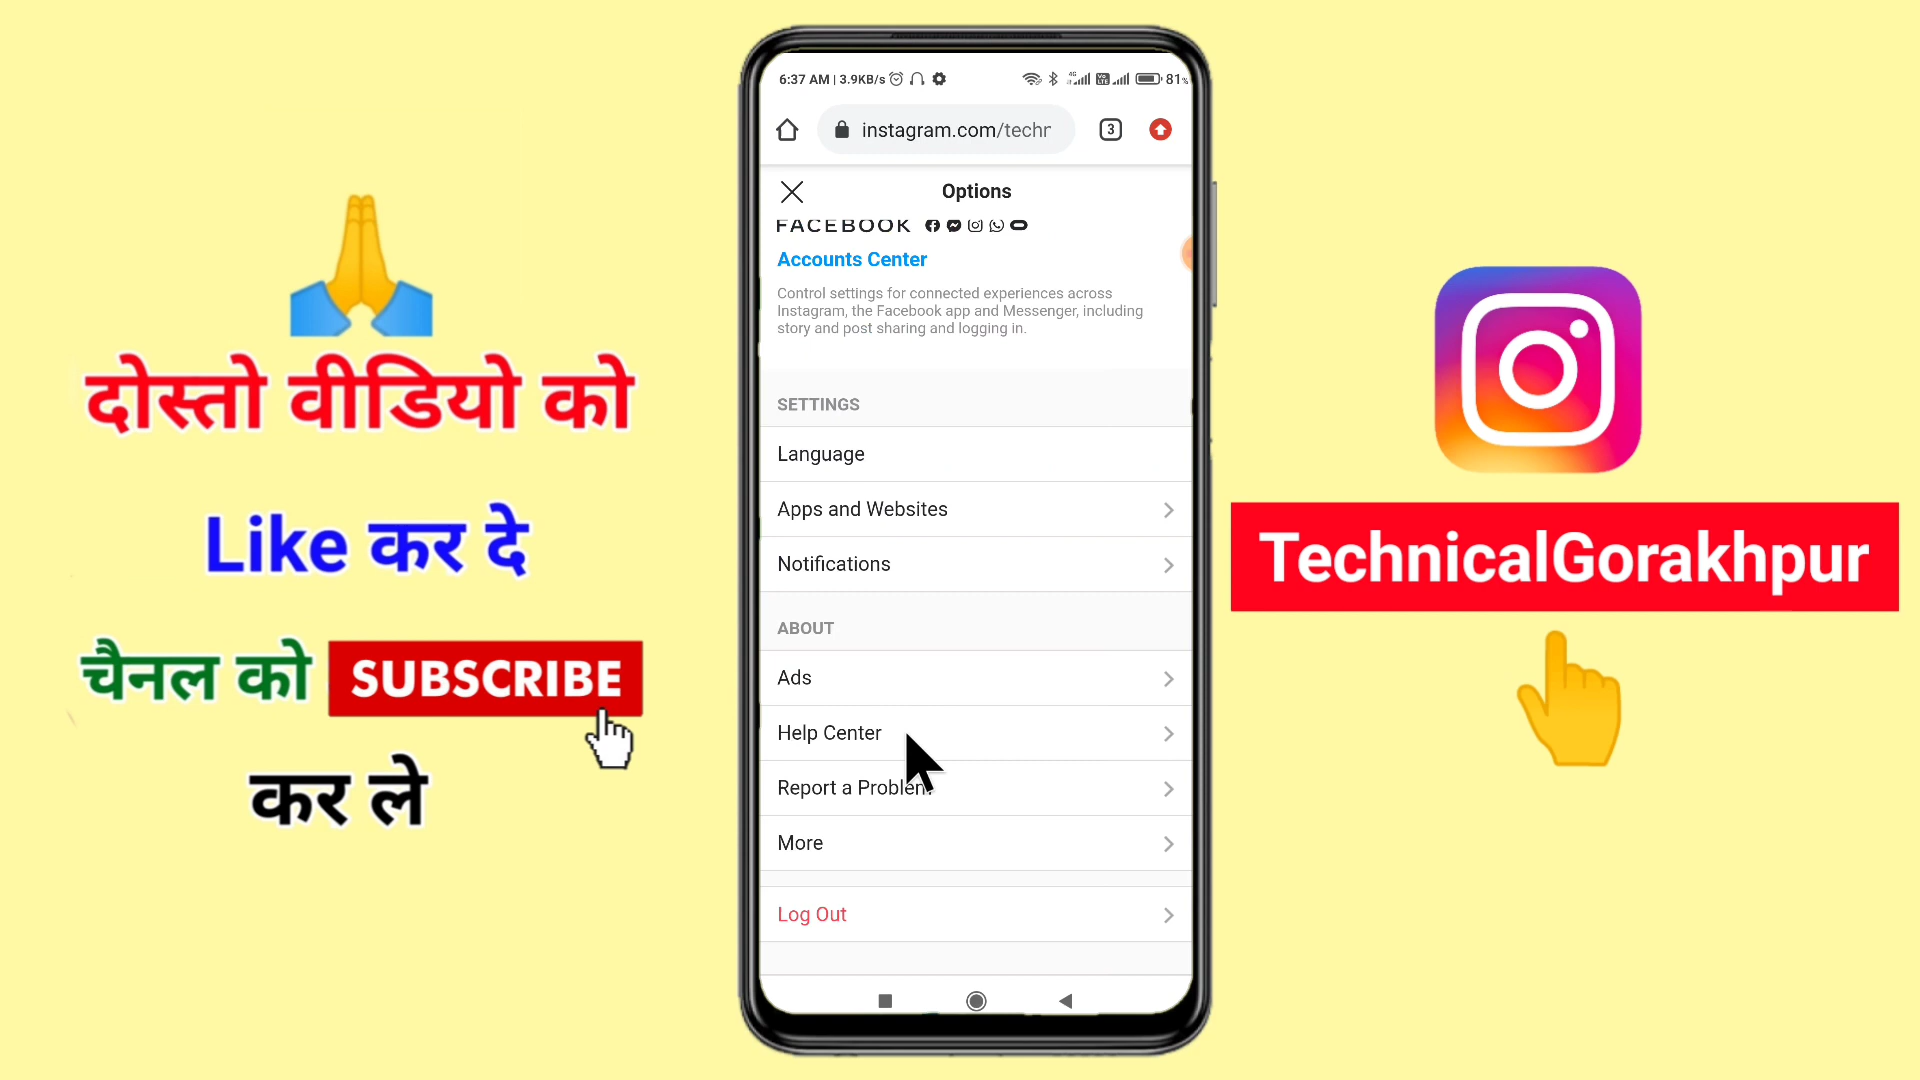 दोस्तो वीडियो को
Like कर दे
चैनल को SUBSCRIBE
कर ले
6:37 AM | 3.9KB/s
4G
81%
instagram.com/techr
3
Options
FACEBOOK
Accounts Center
Control settings for connected experiences across
Instagram, the Facebook app and Messenger, including
story and post sharing and logging in.
SETTINGS
Language
Apps and Websites
Notifications
ABOUT
Ads
Help Center
Report a Problem
More
Log Out
TechnicalGorakhpur